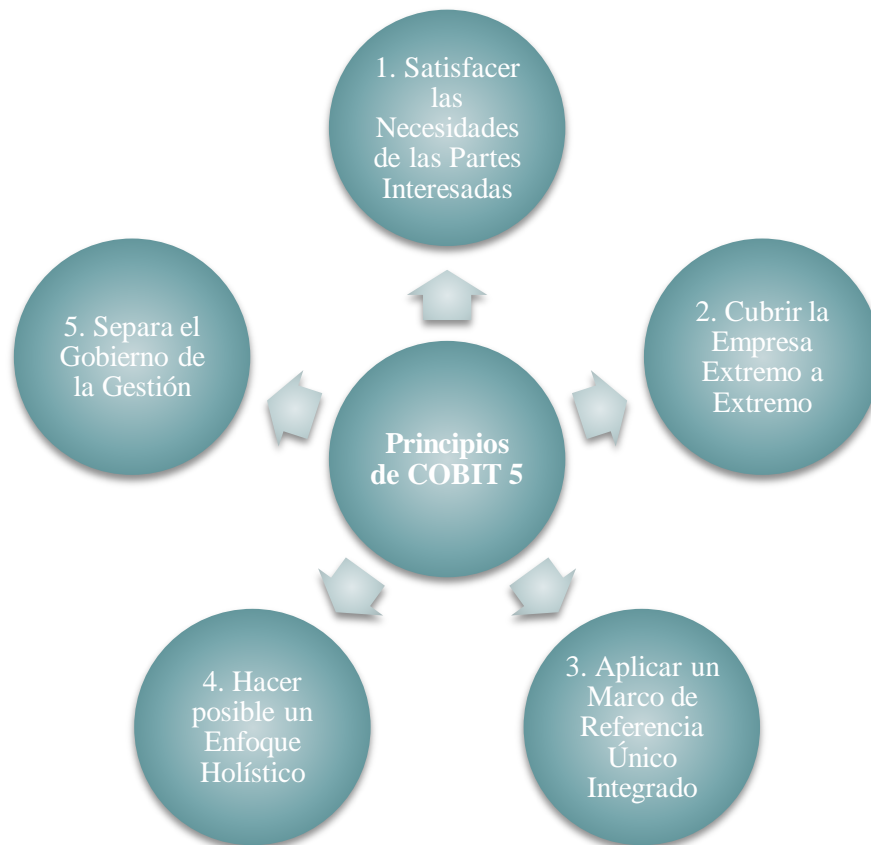 1. Satisfacer
las
Necesidades
de las Partes
Interesadas
2. Cubrir la
Empresa
Extremo a
Extremo
3. Aplicar un
Marco de
Referencia
Único
Integrado
4. Hacer
posible un
Enfoque
Holístico
5. Separa el
Gobierno de
la Gestión
Principios
de COBIT 5